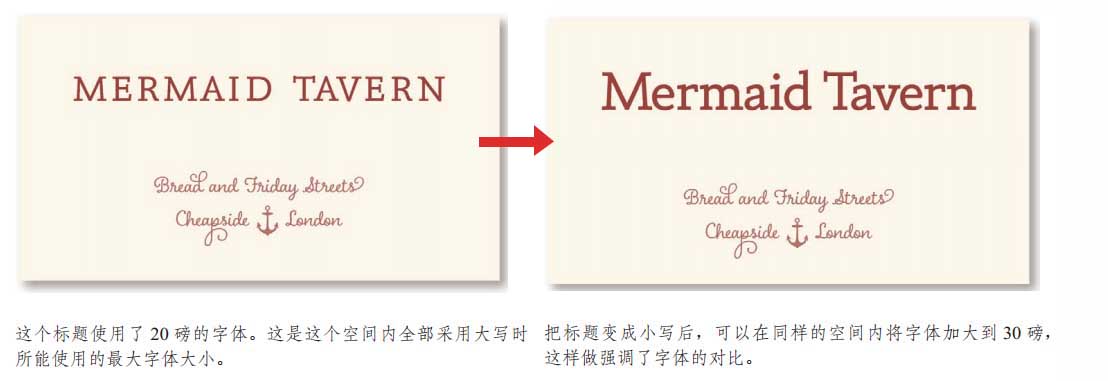 MERMAID TAVERN
Bread and Friday Streets
Cheapside London
这个标题使用了 20 磅的字体。这是这个空间内全部采用大写时
所能使用的最大字体大小。
Mermaid Tavern
Bread and Friday Streets
Cheapside London
把标题变成小写后，可以在同样的空间内将字体加大到 30 磅，
这样做强调了字体的对比。